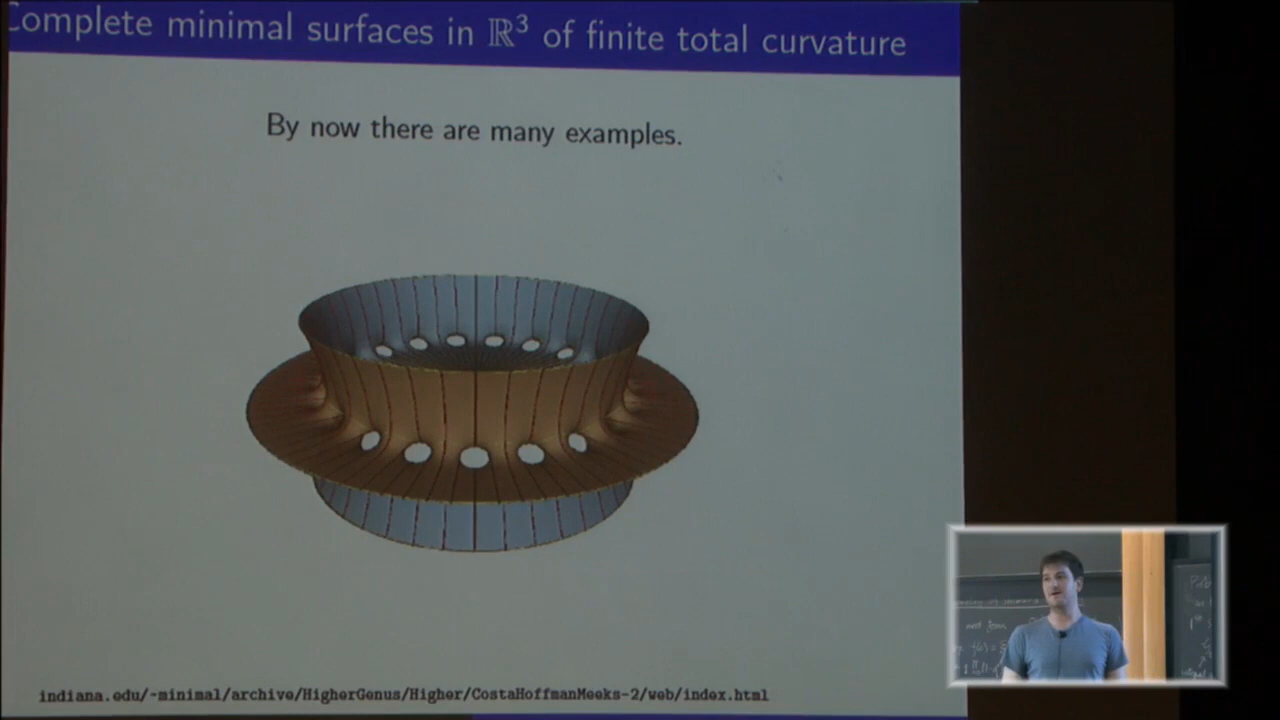 Complete minimal surfaces in ℝ³ of finite total curvature
By now there are many examples.
indiana.edu/~minimal/archive/HigherGenus/Higher/CostaHoffmanMeeks-2/web/index.html
not